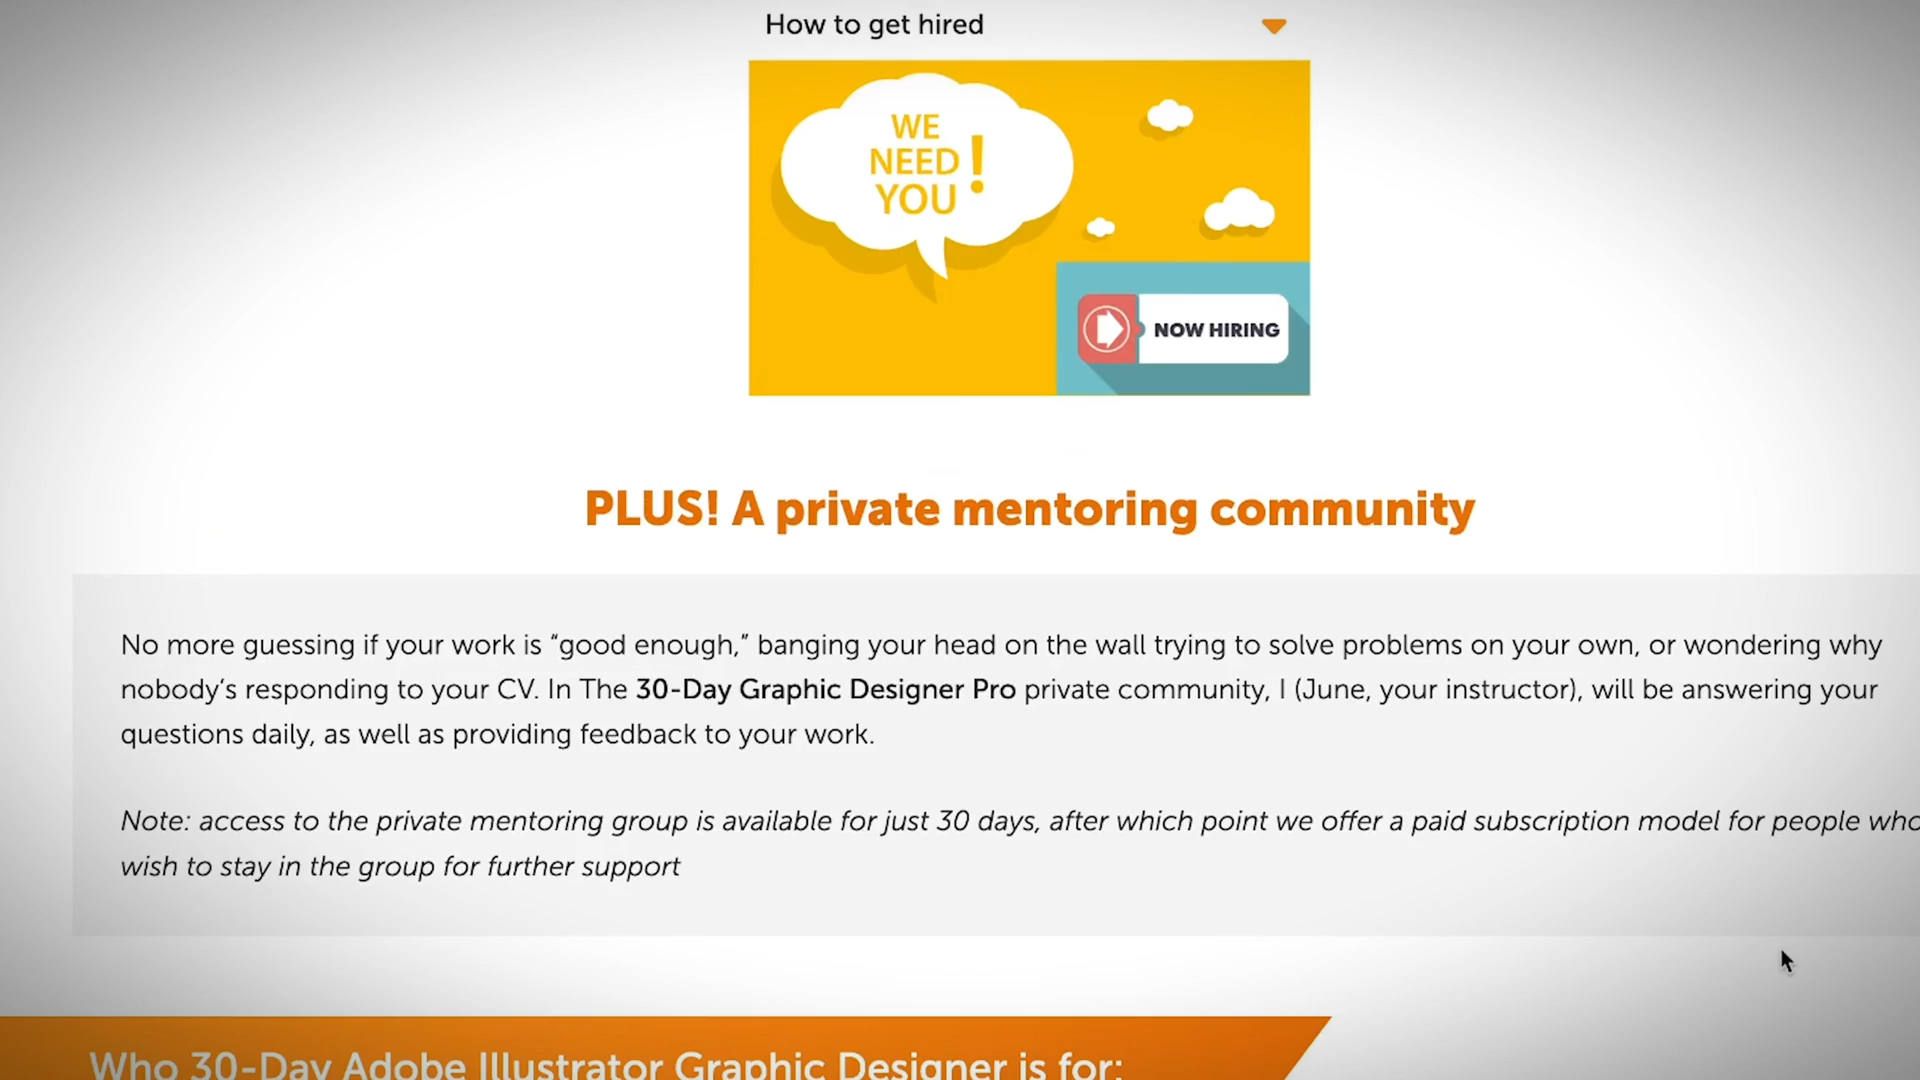 How to get hired
WE
NEED
YOU!
NOW HIRING
PLUS! A private mentoring community
No more guessing if your work is “good enough,” banging your head on the wall trying to solve problems on your own, or wondering why
nobody’s responding to your CV. In The 30-Day Graphic Designer Pro private community, I (June, your instructor), will be answering your
questions daily, as well as providing feedback to your work.
Note: access to the private mentoring group is available for just 30 days, after which point we offer a paid subscription model for people who
wish to stay in the group for further support
Who 30-Day Adobe Illustrator Graphic Designer is for: